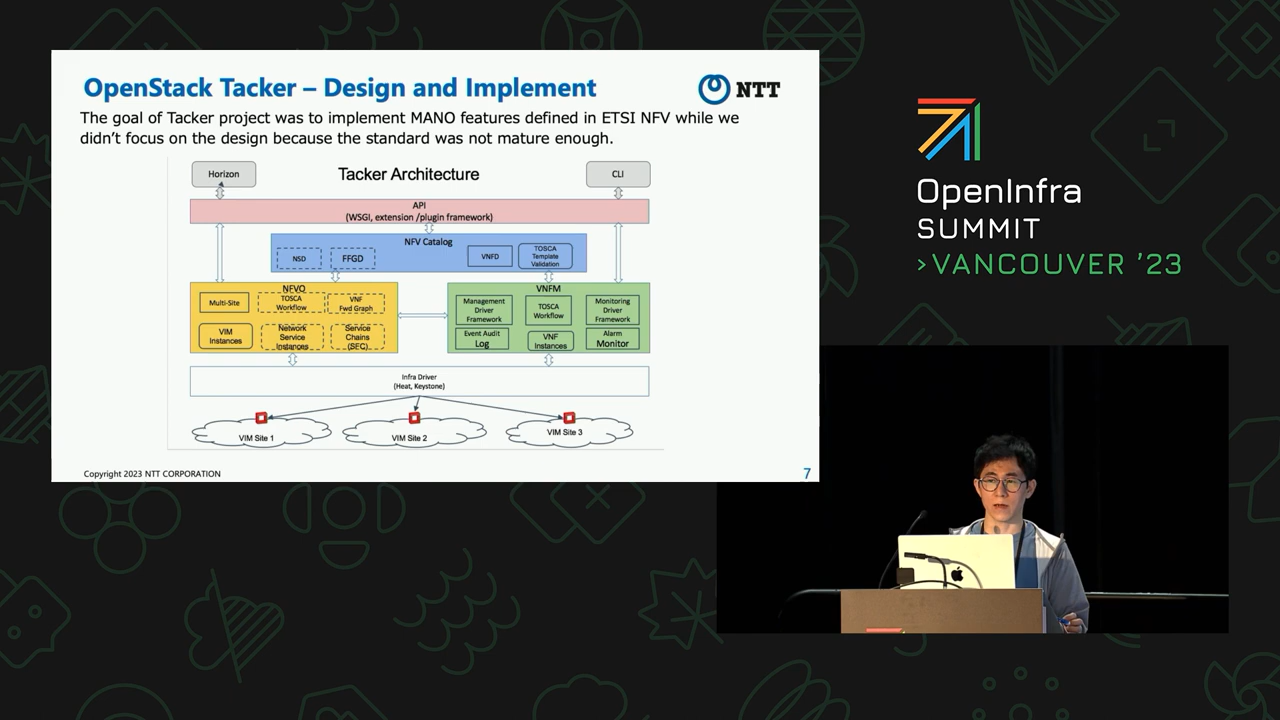 OpenStack Tacker – Design and Implement
NTT
The goal of Tacker project was to implement MANO features defined in ETSI NFV while we
didn't focus on the design because the standard was not mature enough.
Horizon
Tacker Architecture
CLI
API
(WSGI, extension /plugin framework)
NFV Catalog
NSD
FFGD
VNFD
TOSCA
Template
Validation
NFVO
Multi-Site
TOSCA
Workflow
VNF
Fwd Graph
VIM
Instances
Network
Service
Instances
Service
Chains
(SEC)
VNFM
Management
Driver
Framework
TOSCA
Workflow
Monitoring
Driver
Framework
Event Audit
Log
VNF
Instances
Alarm
Monitor
Infra Driver
(Heat, Keystone)
VIM Site 1
VIM Site 2
VIM Site 3
Copyright 2023 NTT CORPORATION
7
OpenInfra
SUMMIT
>VANCOUVER '23